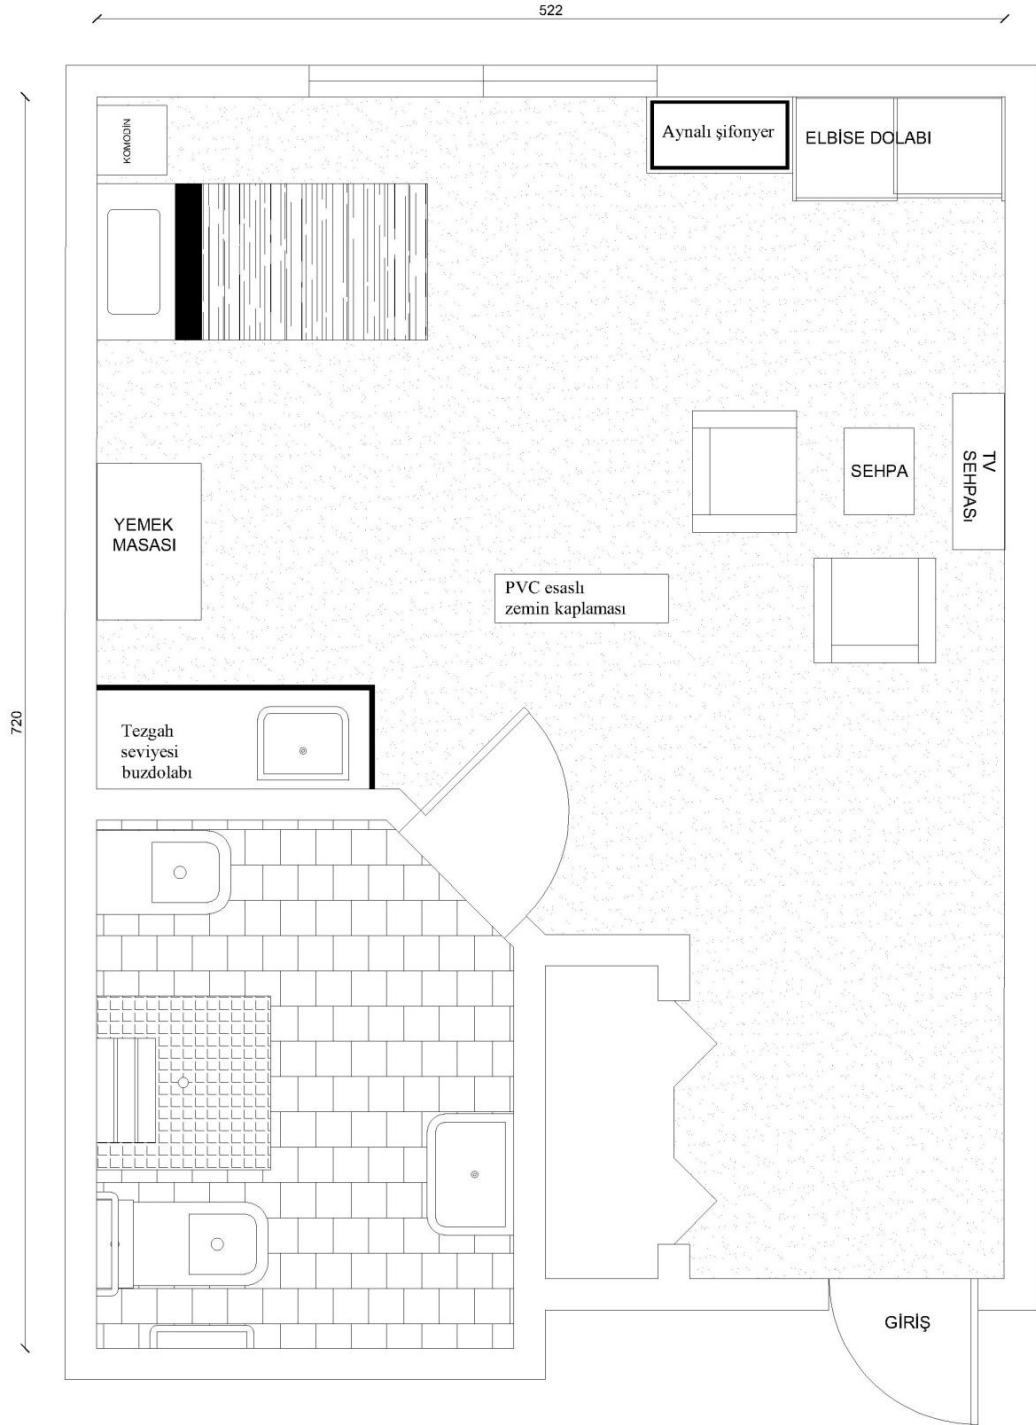 522
KOMODİN
Aynalı şifonyer
ELBİSE DOLABI
TV
SEHPASı
SEHPA
YEMEK
MASASI
PVC esaslı
zemin kaplaması
720
Tezgah
seviyesi
buzdolabı
GİRİŞ